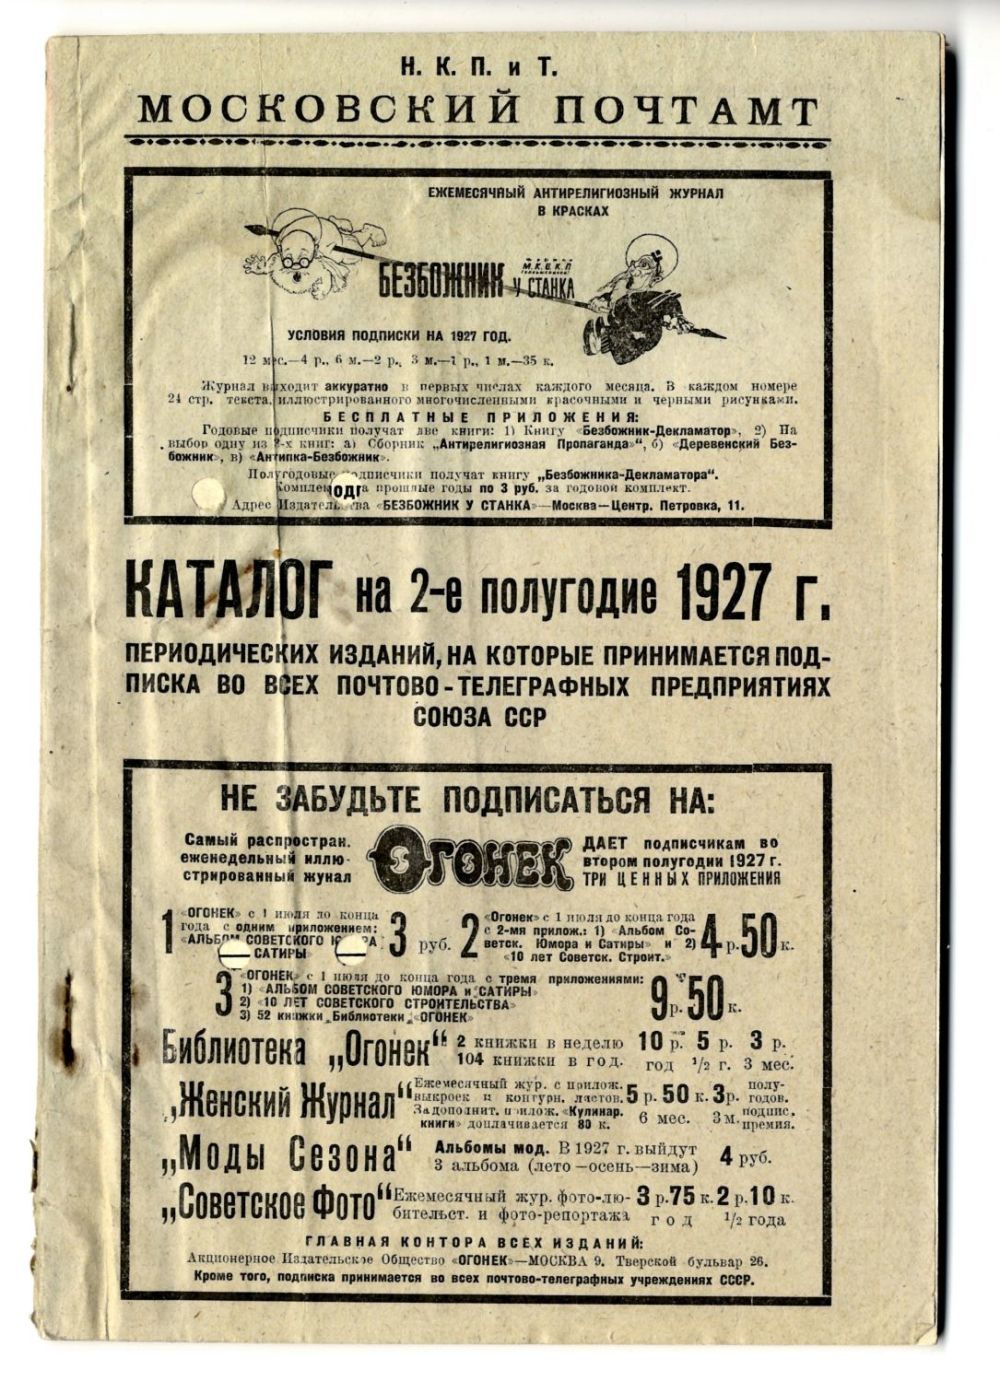 Н. К. П. и Т.
МОСКОВСКИЙ ПОЧТАМТ
ЕЖЕМЕСЯЧНЫЙ АНТИРЕЛИГИОЗНЫЙ ЖУРНАЛ
В КРАСКАХ
БЕЗБОЖНИК У СТАНКА
УСЛОВИЯ ПОДПИСКИ НА 1927 ГОД.
12 мес.—4 р., 6 м.—2 р., 3 м.—1 р., 1 м.—35 к.
Журнал выходит аккуратно в первых числах каждого месяца. В каждом номере
24 стр. текста, иллюстрированного многочисленными красочными и черными рисунками.
БЕСПЛАТНЫЕ ПРИЛОЖЕНИЯ:
Годовые подписчики получат две книги: 1) Книгу «Безбожник-Декламатор», 2) На
выбор одну из х книг: а) Сборник „Антирелигиозная Пропаганда“, б) «Деревенский Без-
божник», в) «Антипка-Безбожник».
Полугодовые подписчики получат книгу „Безбожника-Декламатора“.
за прошлые годы по 3 руб. за годовой комплект.
Адрес Издательства «БЕЗБОЖНИК У СТАНКА»—Москва—Центр. Петровка, 11.
КАТАЛОГ на 2-е полугодие 1927 г.
ПЕРИОДИЧЕСКИХ ИЗДАНИЙ, НА КОТОРЫЕ ПРИНИМАЕТСЯ ПОД-
ПИСКА ВО ВСЕХ ПОЧТОВО-ТЕЛЕГРАФНЫХ ПРЕДПРИЯТИЯХ
СОЮЗА ССР
НЕ ЗАБУДЬТЕ ПОДПИСАТЬСЯ НА:
Самый распростран.
еженедельный иллю-
стрированный жунал
ОГОНЕК
ДАЕТ подписчикам во
втором полугодии 1927 г.
ТРИ ЦЕННЫХ ПРИЛОЖЕНИЯ
1 «ОГОНЕК» с 1 июля до конца
года с одним приложением:
«АЛЬБОМ СОВЕТСКОГО ЮМОРА
САТИРЫ»
3 руб.
2 «Огонек» с 1 июля до конца года
с 2-мя прилож.: 1) «Альбом Со-
ветск. Юмора и Сатиры» и 2)
«10 лет Советск. Строит.»
4 р. 50 к.
3 «ОГОНЕК» с 1 июля до конца года с тремя приложениями:
1) «АЛЬБОМ СОВЕТСКОГО ЮМОРА и САТИРЫ»
2) «10 ЛЕТ СОВЕТСКОГО СТРОИТЕЛЬСТВА»
3) 52 книжки „Библиотеки „ОГОНЕК»
9 р. 50 к.
Библиотека „Огонек“ 2 книжки в неделю
104 книжки в год.
10 р. 5 р. 3 р.
год 1/2 г. 3 мес.
„Женский Журнал“
Ежемесячный жур. с прилож.
выкроек и контурн. листов.
За дополнит. прилож. «Кулинар.
книги» доплачивается 80 к.
5 р. 50 к. 3 р.
6 мес. 3 м.
полу-
годов.
подпис.
премия.
„Моды Сезона“
Альбомы мод. В 1927 г. выйдут
3 альбома (лето—осень—зима)
4 руб.
„Советское Фото“
Ежемесячный жур. фото-лю-
бительст. и фото-репортажа
3 р. 75 к. 2 р. 10 к.
год 1/2 года
ГЛАВНАЯ КОНТОРА ВСЕХ ИЗДАНИЙ:
Акционерное Издательское Общество «ОГОНЕК»—МОСКВА 9. Тверской бульвар 26.
Кроме того, подписка принимается во всех почтово-телеграфных учреждениях СССР.